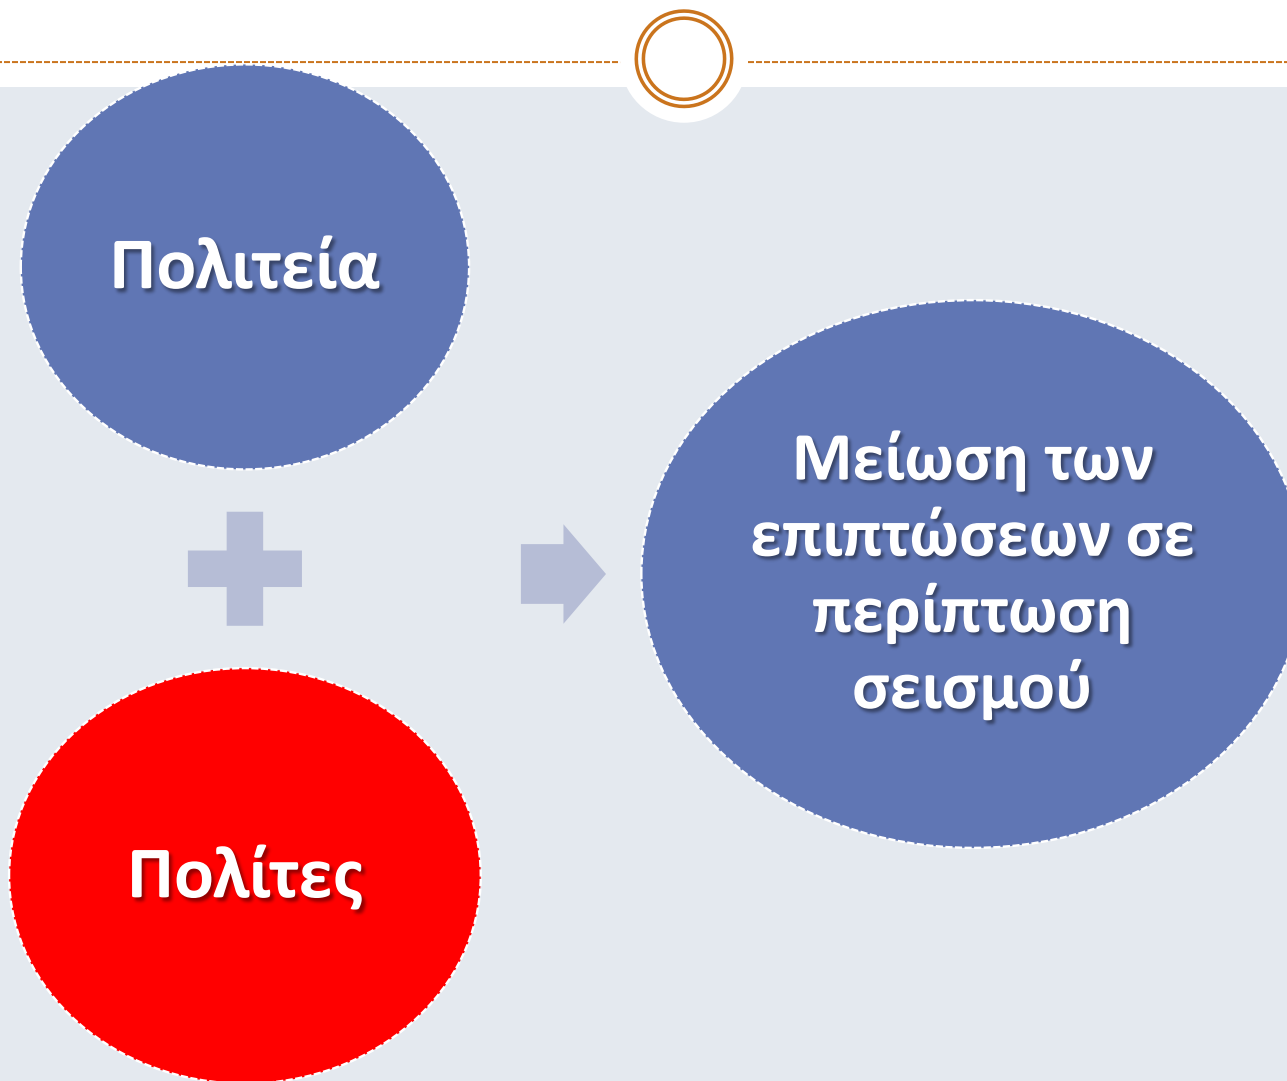 Πολιτεία
Πολίτες
Μείωση των
επιπτώσεων σε
περίπτωση
σεισμού